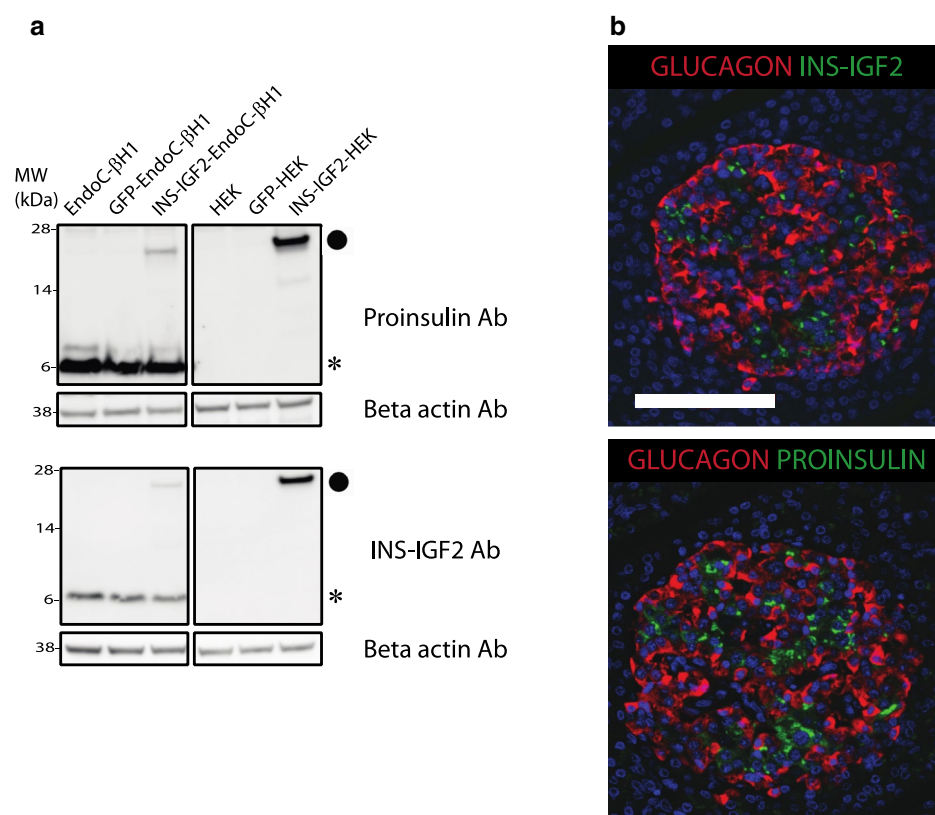 a
MW
(kDa)
EndoC-βH1
GFP-EndoC-βH1
INS-IGF2-EndoC-βH1
HEK
GFP-HEK
INS-IGF2-HEK
28-
14-
Proinsulin Ab
6-
*
38-
Beta actin Ab
28-
14-
INS-IGF2 Ab
6-
*
38-
Beta actin Ab
b
GLUCAGON INS-IGF2
GLUCAGON PROINSULIN